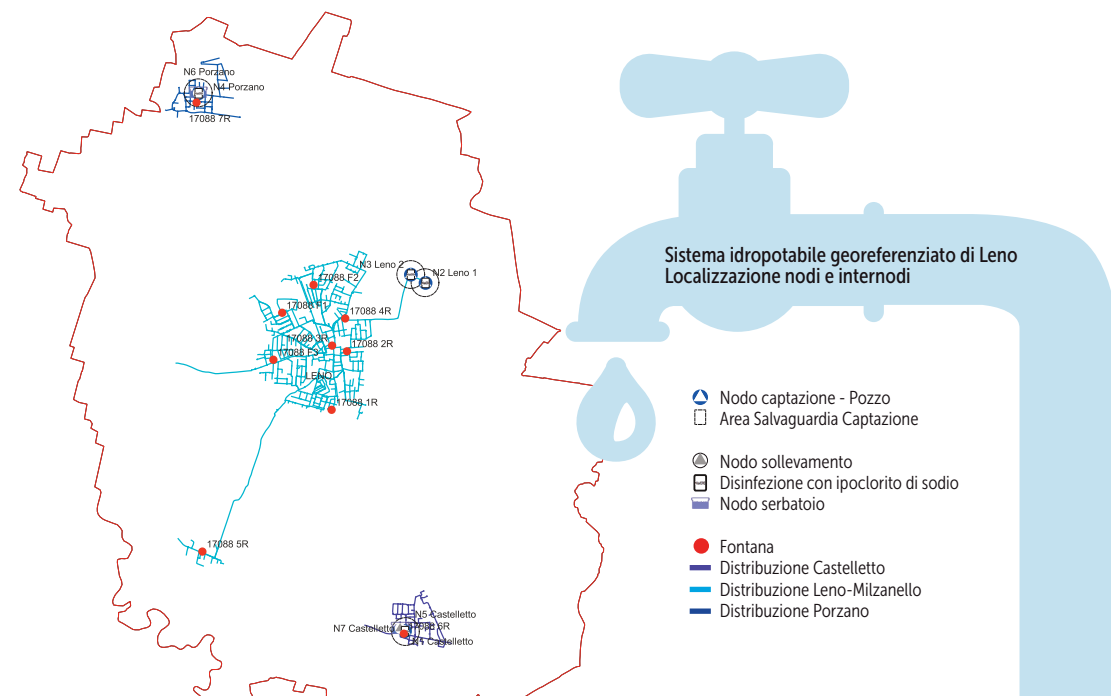 N6 Porzano
N4 Porzano
17088 7R
N3 Leno 2
N2 Leno 1
17088 F2
17088 F1
17088 4R
17088 3R
17088 2R
17088 F3
LENO
17088 1R
17088 5R
N5 Castelletto
N7 Castelletto
6R
Castelletto
Sistema idropotabile georeferenziato di Leno
Localizzazione nodi e internodi
Nodo captazione - Pozzo
Area Salvaguardia Captazione
Nodo sollevamento
Disinfezione con ipoclorito di sodio
Nodo serbatoio
Fontana
Distribuzione Castelletto
Distribuzione Leno-Milzanello
Distribuzione Porzano